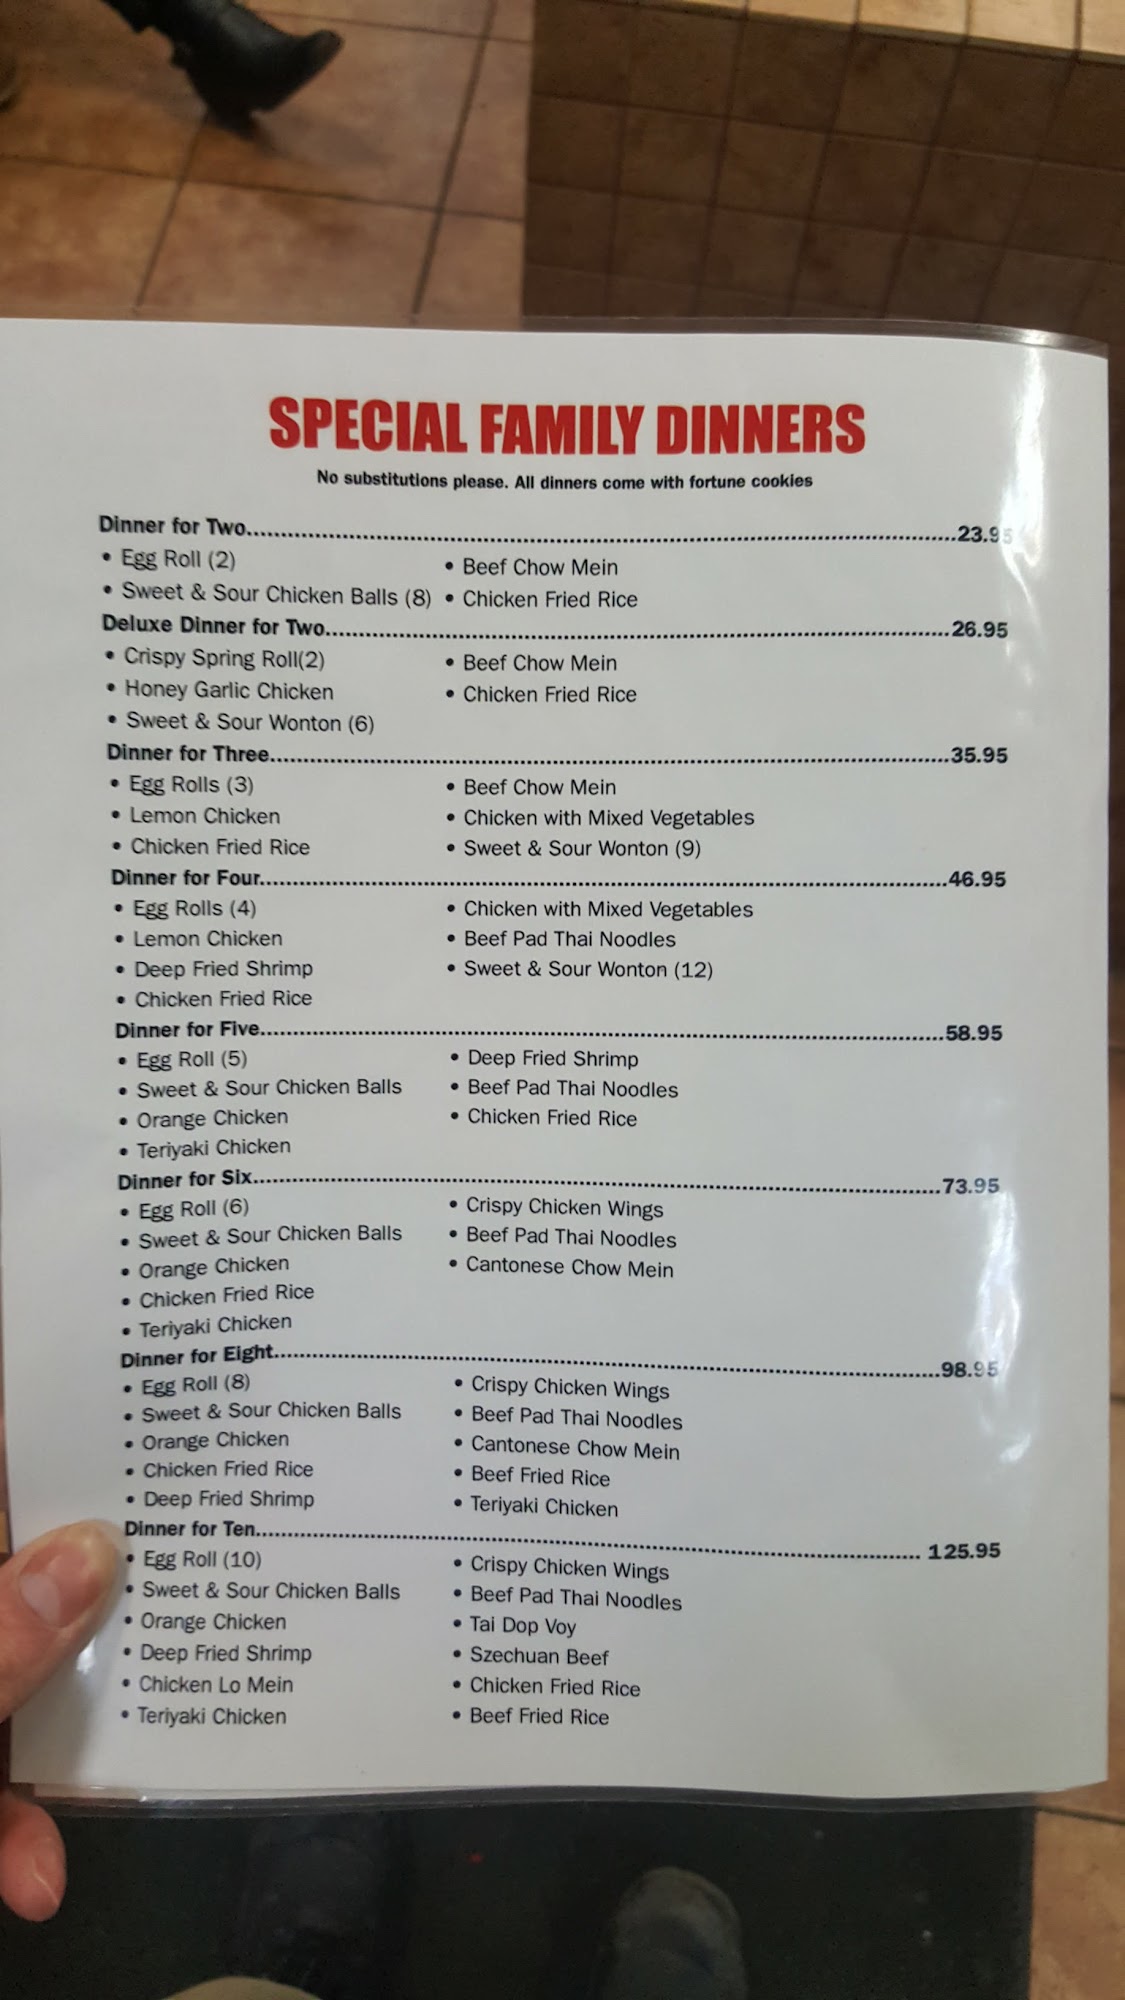 SPECIAL FAMILY DINNERS
No substitutions please. All dinners come with fortune cookies
Dinner for Two..........23.95
• Egg Roll (2)
• Sweet & Sour Chicken Balls (8)
• Beef Chow Mein
• Chicken Fried Rice
Deluxe Dinner for Two..........26.95
• Crispy Spring Roll(2)
• Honey Garlic Chicken
• Sweet & Sour Wonton (6)
• Beef Chow Mein
• Chicken Fried Rice
Dinner for Three..........35.95
• Egg Rolls (3)
• Lemon Chicken
• Chicken Fried Rice
• Beef Chow Mein
• Chicken with Mixed Vegetables
• Sweet & Sour Wonton (9)
Dinner for Four..........46.95
• Egg Rolls (4)
• Lemon Chicken
• Deep Fried Shrimp
• Chicken Fried Rice
• Chicken with Mixed Vegetables
• Beef Pad Thai Noodles
• Sweet & Sour Wonton (12)
Dinner for Five..........58.95
• Egg Roll (5)
• Sweet & Sour Chicken Balls
• Orange Chicken
• Teriyaki Chicken
• Deep Fried Shrimp
• Beef Pad Thai Noodles
• Chicken Fried Rice
Dinner for Six..........73.95
• Egg Roll (6)
• Sweet & Sour Chicken Balls
• Orange Chicken
• Chicken Fried Rice
• Teriyaki Chicken
• Crispy Chicken Wings
• Beef Pad Thai Noodles
• Cantonese Chow Mein
Dinner for Eight..........98.95
• Egg Roll (8)
• Sweet & Sour Chicken Balls
• Orange Chicken
• Chicken Fried Rice
• Deep Fried Shrimp
• Crispy Chicken Wings
• Beef Pad Thai Noodles
• Cantonese Chow Mein
• Beef Fried Rice
• Teriyaki Chicken
Dinner for Ten.......... 125.95
• Egg Roll (10)
• Sweet & Sour Chicken Balls
• Orange Chicken
• Deep Fried Shrimp
• Chicken Lo Mein
• Teriyaki Chicken
• Crispy Chicken Wings
• Beef Pad Thai Noodles
• Tai Dop Voy
• Szechuan Beef
• Chicken Fried Rice
• Beef Fried Rice